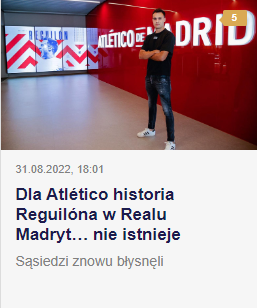 5
REGUILÓN
ATLÉTICO DE MADRID
31.08.2022, 18:01
Dla Atlético historia
Reguilóna w Realu
Madryt… nie istnieje
Sąsiedzi znowu błysnęli